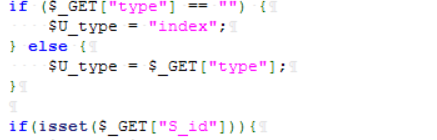 if ($_GET["type"] == "") {
$U_type = "index";
} else {
$U_type = $_GET["type"];
}
if(isset($_GET["S_id"])){